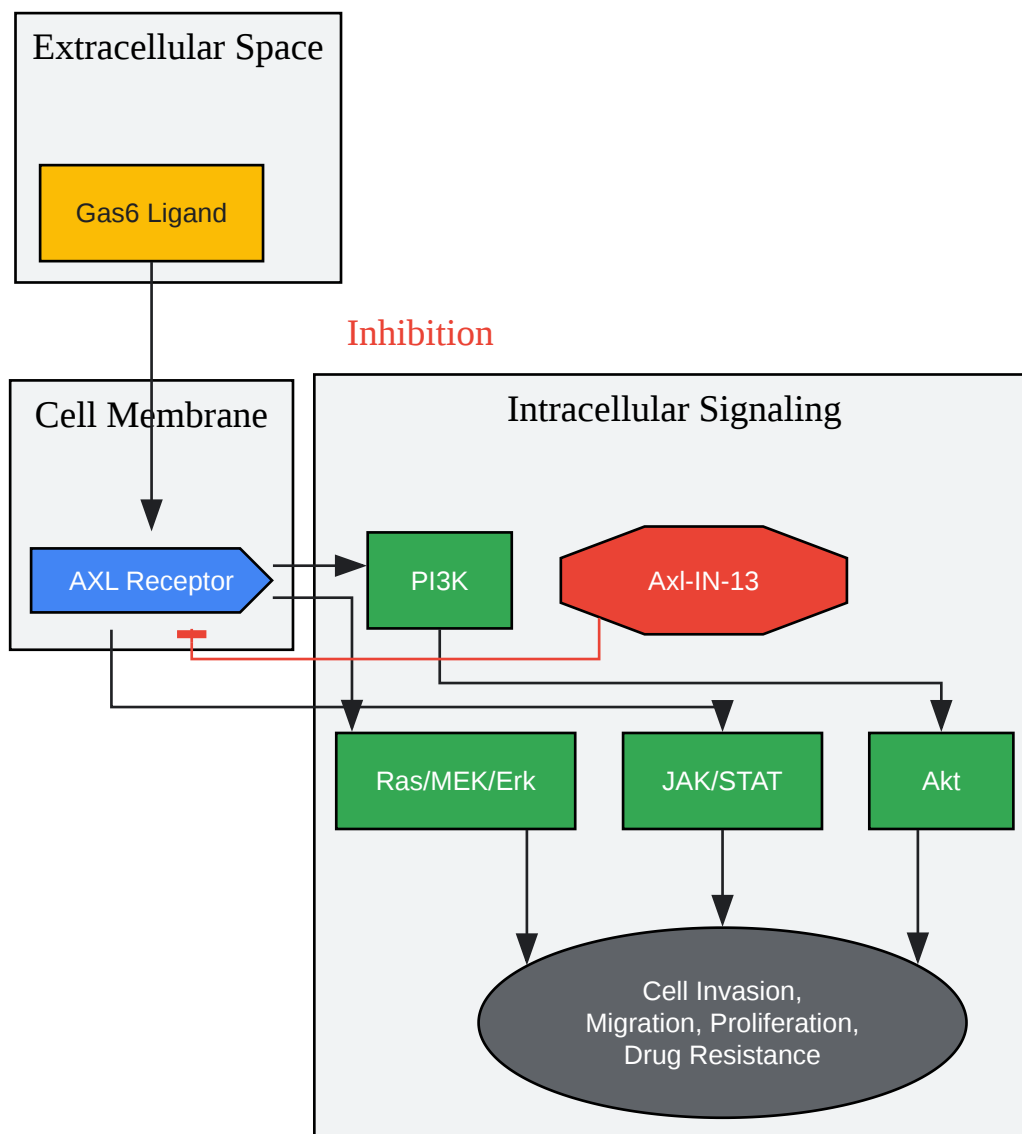 Extracellular Space
Gas6 Ligand
Inhibition
Cell Membrane
Intracellular Signaling
AXL Receptor
PI3K
Axl-IN-13
Ras/MEK/Erk
JAK/STAT
Akt
Cell Invasion,
Migration, Proliferation,
Drug Resistance